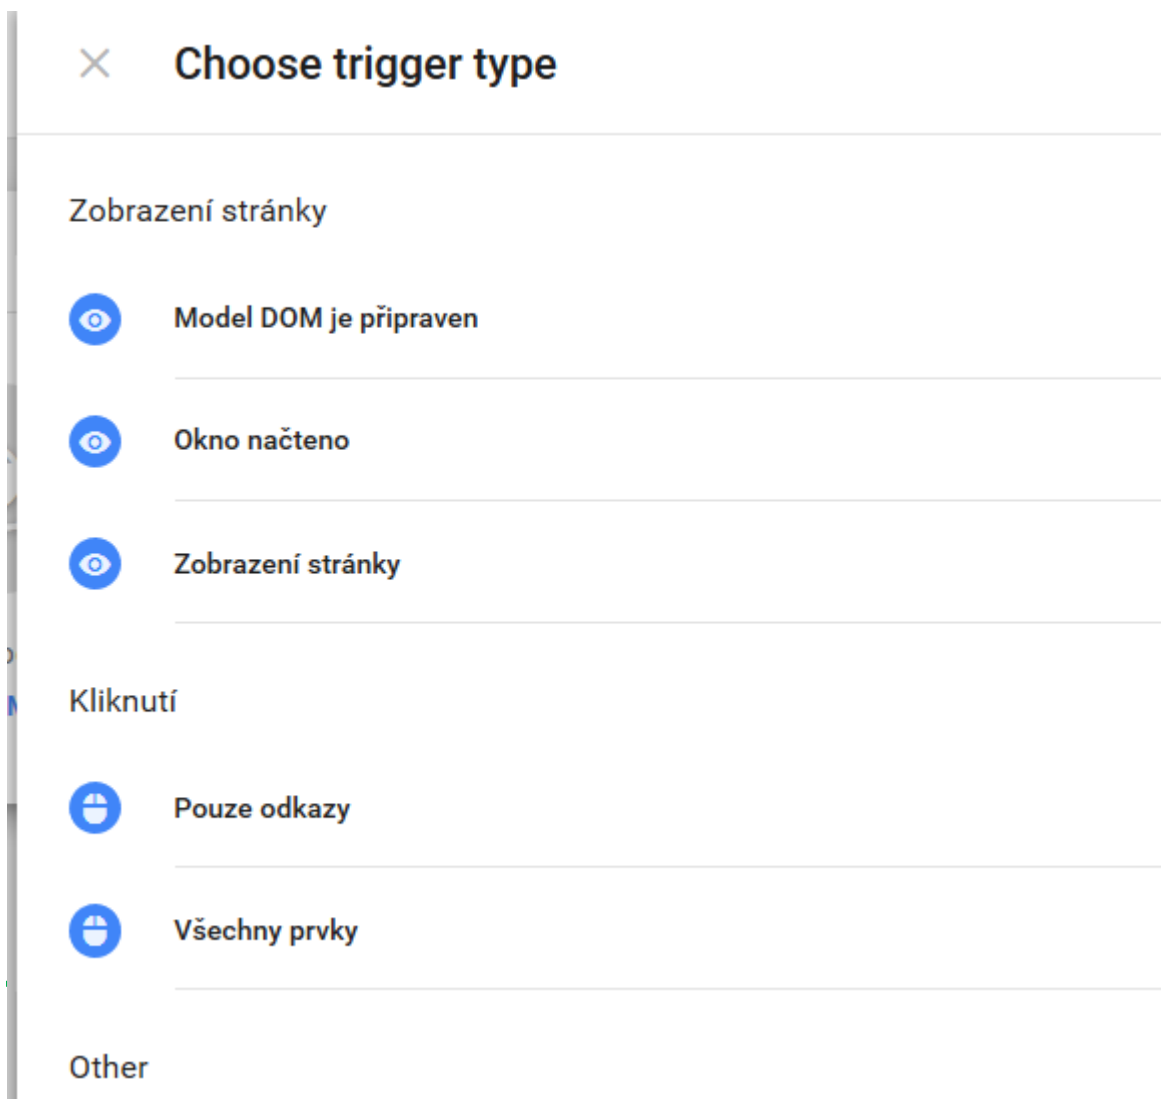 Choose trigger type
Zobrazení stránky
Model DOM je připraven
Okno načteno
Zobrazení stránky
Kliknutí
Pouze odkazy
Všechny prvky
Other